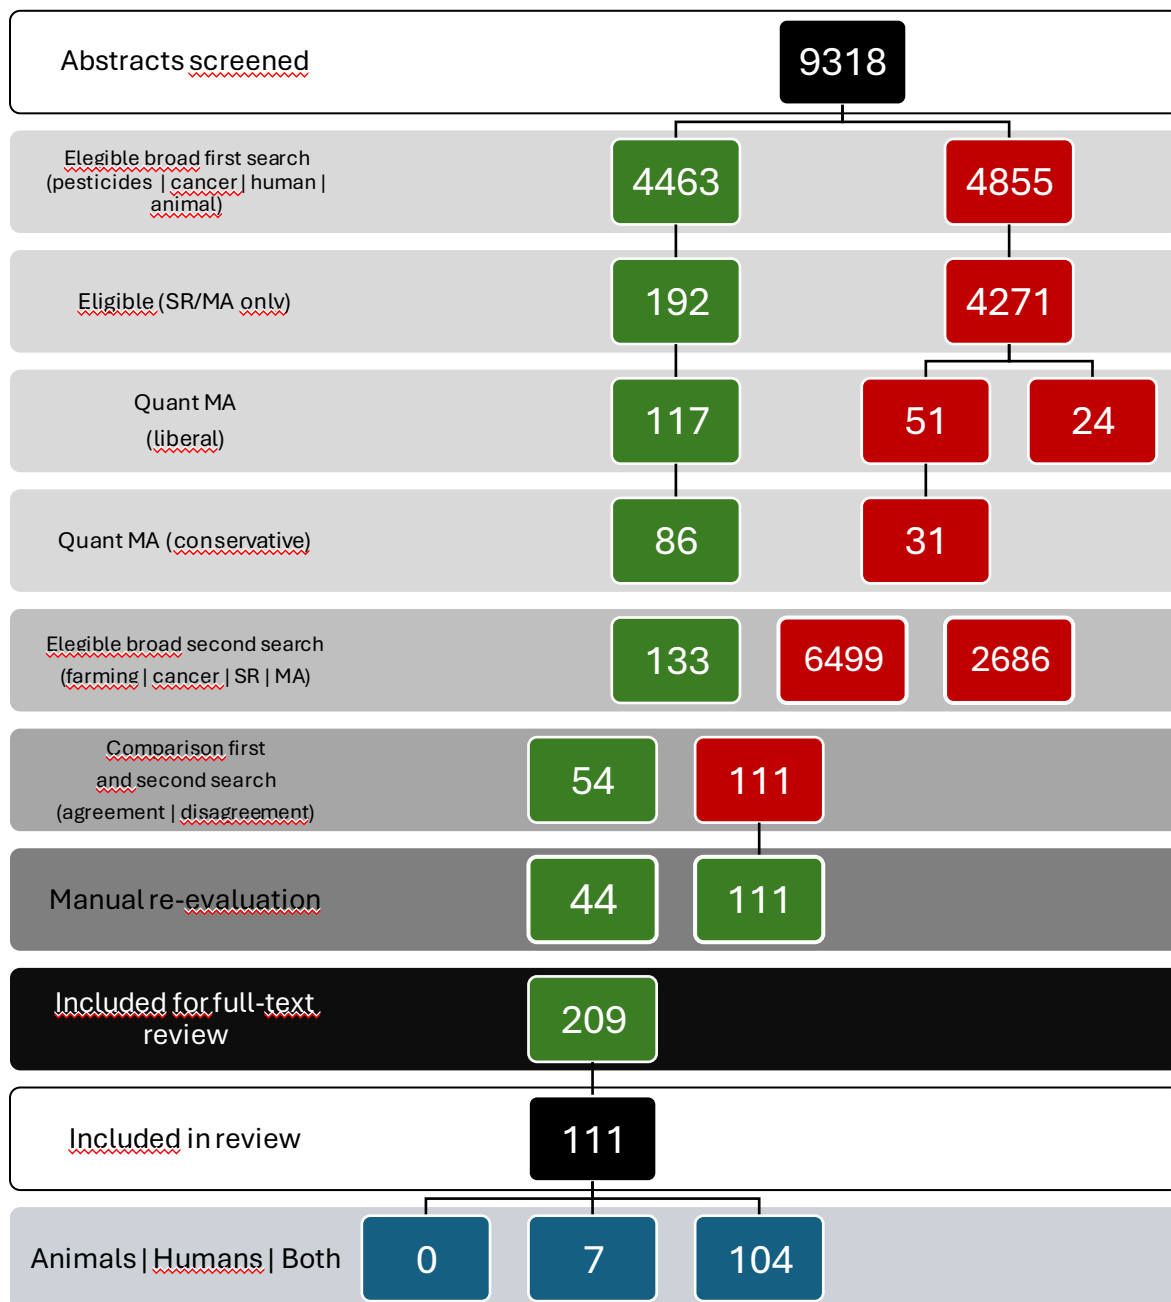 Abstracts screened
9318
Elegible broad first search
(pesticides | cancer | human |
animal)
4463
4855
Eligible (SR/MA only)
192
4271
Quant MA
(liberal)
117
51
24
Quant MA (conservative)
86
31
Elegible broad second search
(farming | cancer | SR | MA)
133
6499
2686
Comparison first
and second search
(agreement | disagreement)
54
111
Manual re-evaluation
44
111
Included for full-text
review
209
Included in review
111
Animals | Humans | Both
0
7
104